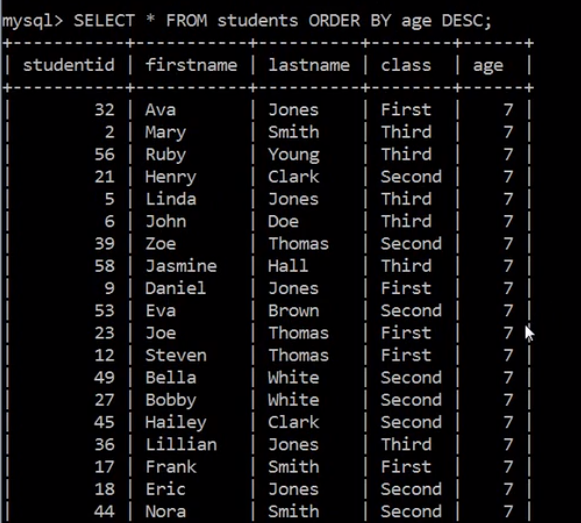 mysql> SELECT * FROM students ORDER BY age DESC;
+-----------+-----------+----------+--------+------+
| studentid | firstname | lastname | class  | age  |
+-----------+-----------+----------+--------+------+
|        32 | Ava       | Jones    | First  |    7 |
|         2 | Mary      | Smith    | Third  |    7 |
|        56 | Ruby      | Young    | Third  |    7 |
|        21 | Henry     | Clark    | Second |    7 |
|         5 | Linda     | Jones    | Third  |    7 |
|         6 | John      | Doe      | Third  |    7 |
|        39 | Zoe       | Thomas   | Second |    7 |
|        58 | Jasmine   | Hall     | Third  |    7 |
|         9 | Daniel    | Jones    | First  |    7 |
|        53 | Eva       | Brown    | Second |    7 |
|        23 | Joe       | Thomas   | First  |    7 |
|        12 | Steven    | Thomas   | First  |    7 |
|        49 | Bella     | White    | Second |    7 |
|        27 | Bobby     | White    | Second |    7 |
|        45 | Hailey    | Clark    | Second |    7 |
|        36 | Lillian   | Jones    | Third  |    7 |
|        17 | Frank     | Smith    | First  |    7 |
|        18 | Eric      | Jones    | Second |    7 |
|        44 | Nora      | Smith    | Second |    7 |